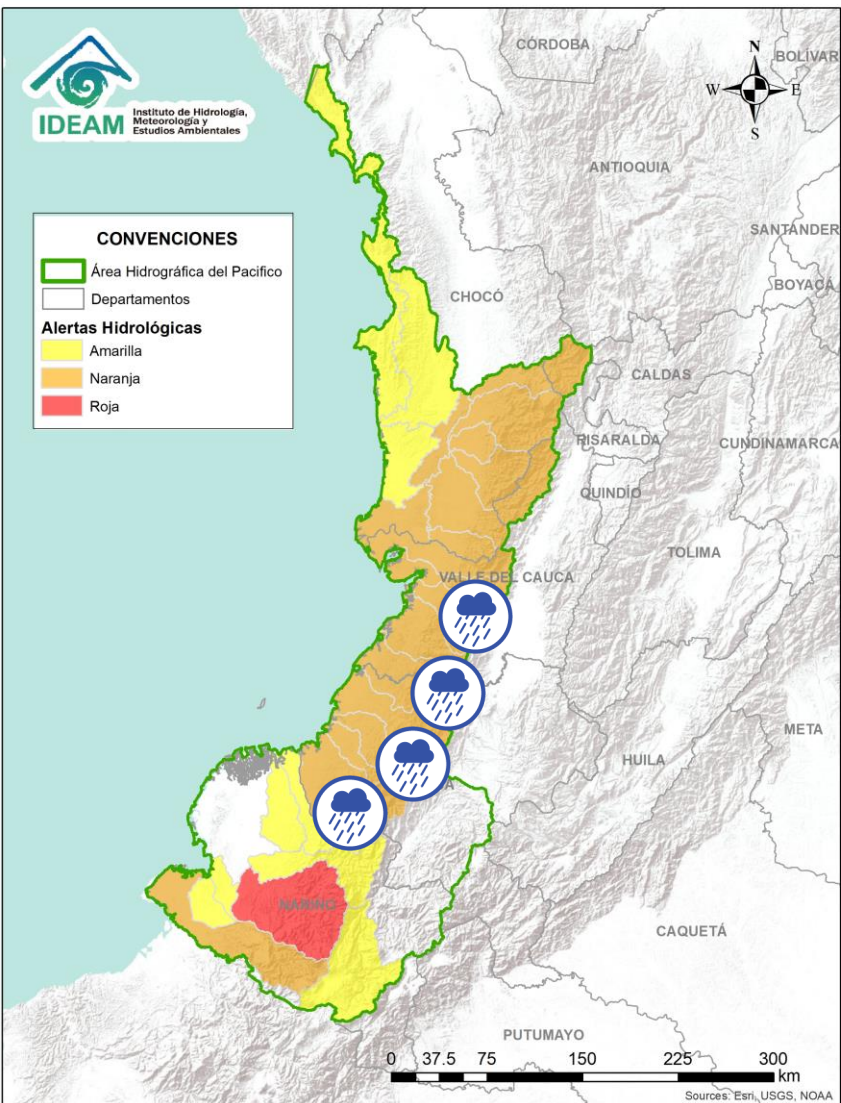 IDEAM
Instituto de Hidrología,
Meteorología y
Estudios Ambientales
CÓRDOBA
BOLÍVAR
N
W
E
S
ANTIOQUIA
SANTANDER
BOYACÁ
CONVENCIONES
Área Hidrográfica del Pacifico
Departamentos
Alertas Hidrológicas
Amarilla
Naranja
Roja
CHOCÓ
CALDAS
RISARALDA
CUNDINAMARCA
QUINDÍO
TOLIMA
VALLE DEL CAUCA
META
HUILA
NARIÑO
CAQUETÁ
PUTUMAYO
0 37.5 75 150 225 300
km
Sources: Esri, USGS, NOAA